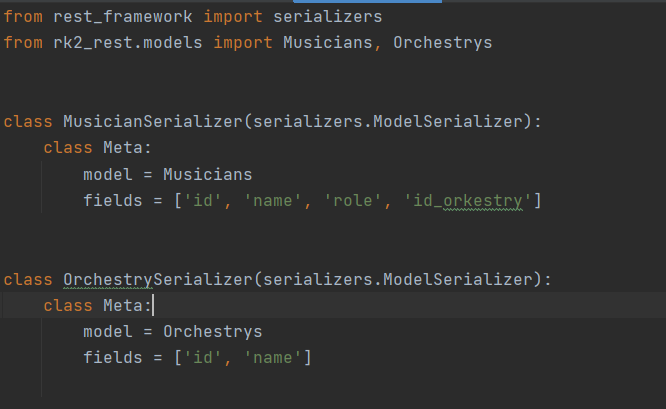 from rest_framework import serializers
from rk2_rest.models import Musicians, Orchestrys
class MusicianSerializer(serializers.ModelSerializer):
class Meta:
model = Musicians
fields = ['id', 'name', 'role', 'id_orkestry']
class OrchestrySerializer(serializers.ModelSerializer):
class Meta:
model = Orchestrys
fields = ['id', 'name']